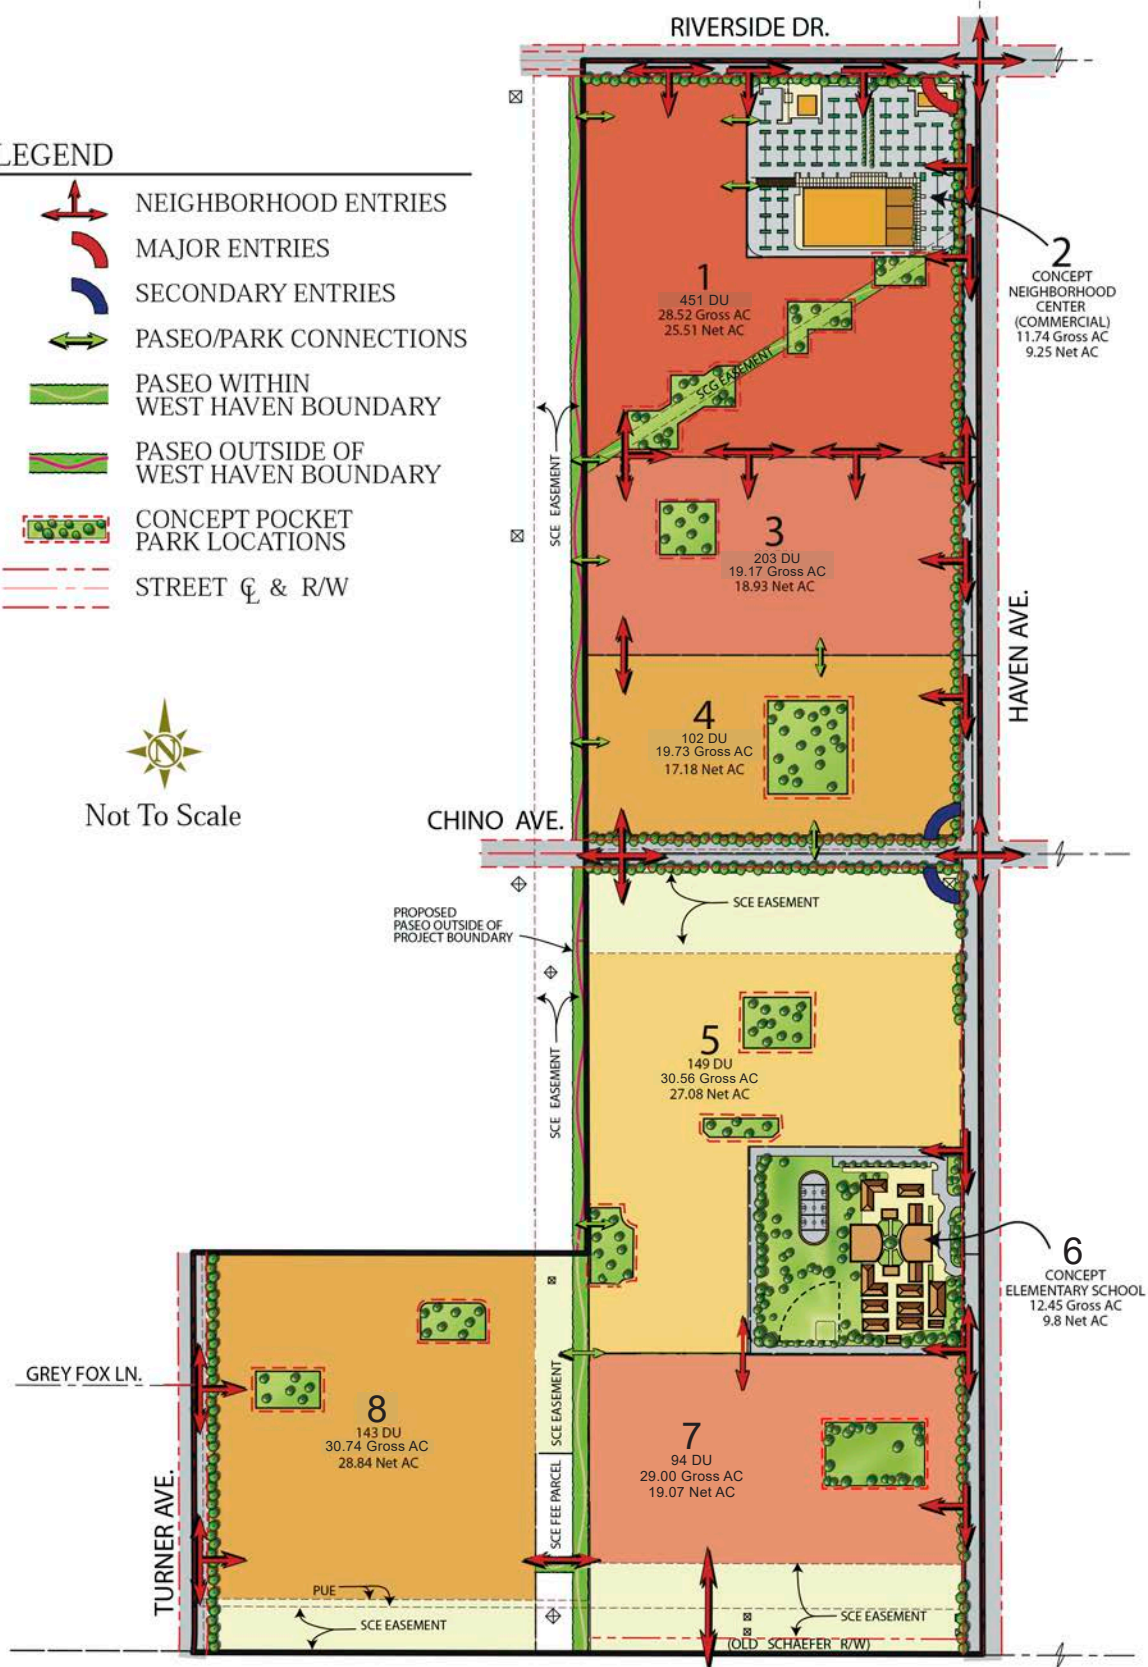 RIVERSIDE DR.
LEGEND
NEIGHBORHOOD ENTRIES
MAJOR ENTRIES
SECONDARY ENTRIES
PASEO/PARK CONNECTIONS
PASEO WITHIN
WEST HAVEN BOUNDARY
PASEO OUTSIDE OF
WEST HAVEN BOUNDARY
CONCEPT POCKET
PARK LOCATIONS
STREET ℄ & R/W
N
Not To Scale
1
451 DU
28.52 Gross AC
25.51 Net AC
2
CONCEPT
NEIGHBORHOOD
CENTER
(COMMERCIAL)
11.74 Gross AC
9.25 Net AC
SCG EASEMENT
SCE EASEMENT
3
203 DU
19.17 Gross AC
18.93 Net AC
HAVEN AVE.
4
102 DU
19.73 Gross AC
17.18 Net AC
CHINO AVE.
SCE EASEMENT
PROPOSED
PASEO OUTSIDE OF
PROJECT BOUNDARY
SCE EASEMENT
5
149 DU
30.56 Gross AC
27.08 Net AC
6
CONCEPT
ELEMENTARY SCHOOL
12.45 Gross AC
9.8 Net AC
GREY FOX LN.
SCE EASEMENT
8
143 DU
30.74 Gross AC
28.84 Net AC
7
94 DU
29.00 Gross AC
19.07 Net AC
SCE FEE PARCEL
TURNER AVE.
PUE
SCE EASEMENT
SCE EASEMENT
(OLD SCHAEFER R/W)